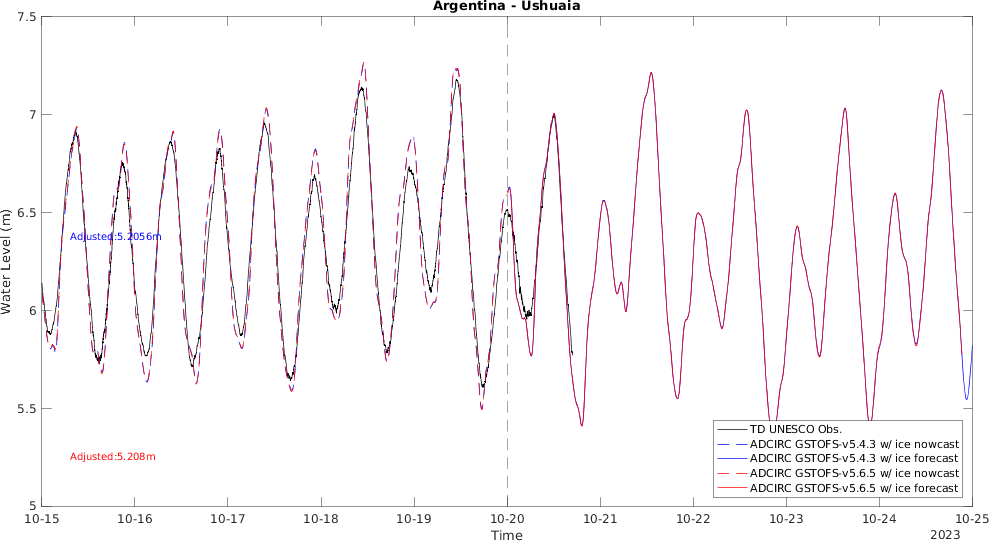 Argentina - Ushuaia
7.5
7
6.5
6
5.5
5
Water Level (m)
Adjusted:5.2056m
Adjusted:5.208m
TD UNESCO Obs.
ADCIRC GSTOFS-v5.4.3 w/ ice nowcast
ADCIRC GSTOFS-v5.4.3 w/ ice forecast
ADCIRC GSTOFS-v5.6.5 w/ ice nowcast
ADCIRC GSTOFS-v5.6.5 w/ ice forecast
10-15 10-16 10-17 10-18 10-19 10-20 10-21 10-22 10-23 10-24 10-25
Time
2023